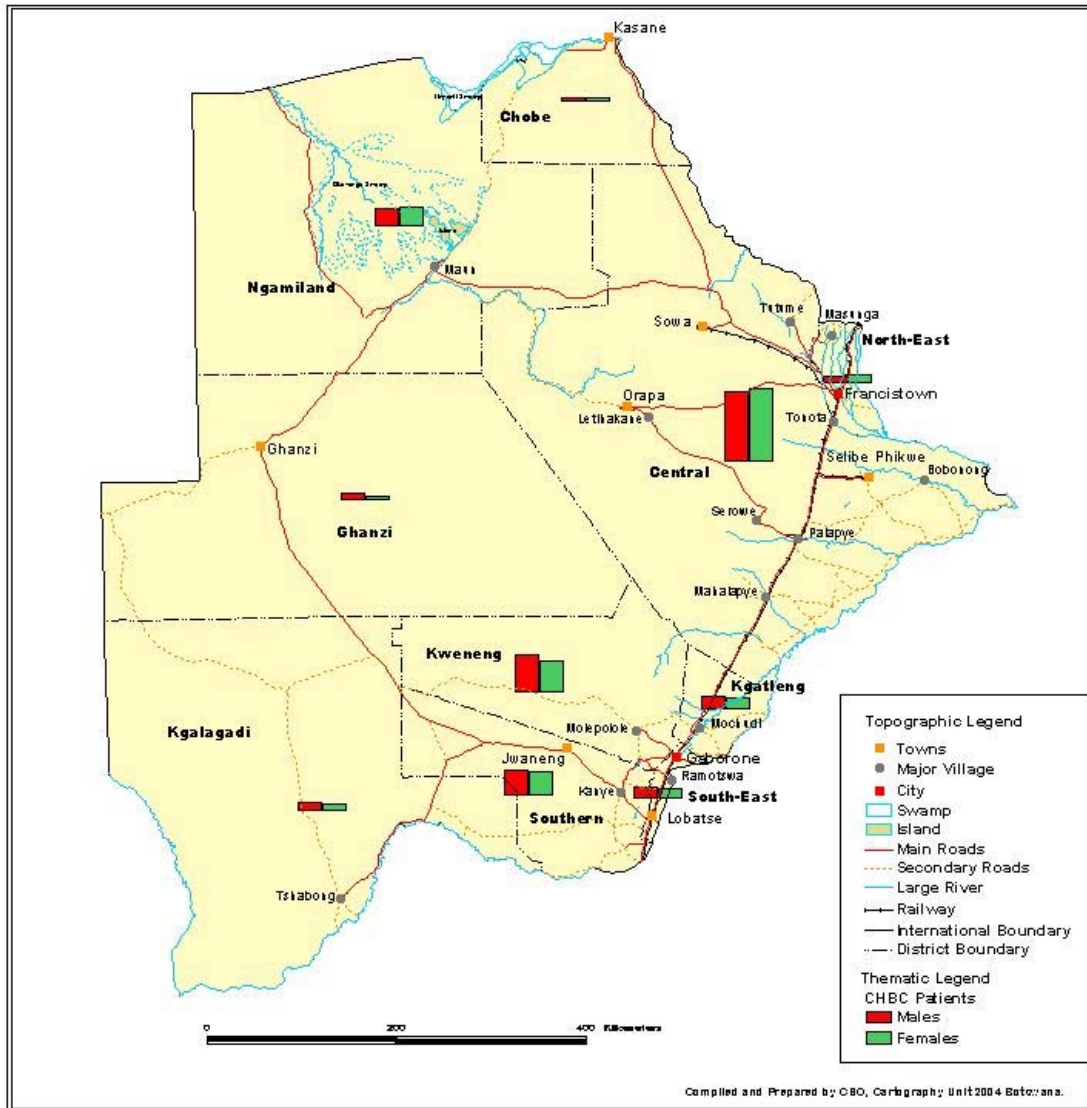 Kasane
Chobe
Ngamiland
Maun
Sowa
Tutume
Masunga
North-East
Francistown
Orapa
Letlhakane
Tonota
Central
Selibe Phikwe
Bobonong
Ghanzi
Ghanzi
Serowe
Palapye
Mahalapye
Kweneng
Kgatleng
Kgalagadi
Molepolole
Mochudi
Jwaneng
Gaborone
Ramotswa
Kanye
South-East
Southern
Lobatse
Tshabong
Topographic Legend
Towns
Major Village
City
Swamp
Island
Main Roads
Secondary Roads
Large River
Railway
International Boundary
District Boundary
Thematic Legend
CHBC Patients
Males
Females
0 200 400 Kilometers
Compiled and Prepared by CSO, Cartography Unit 2004 Botswana.